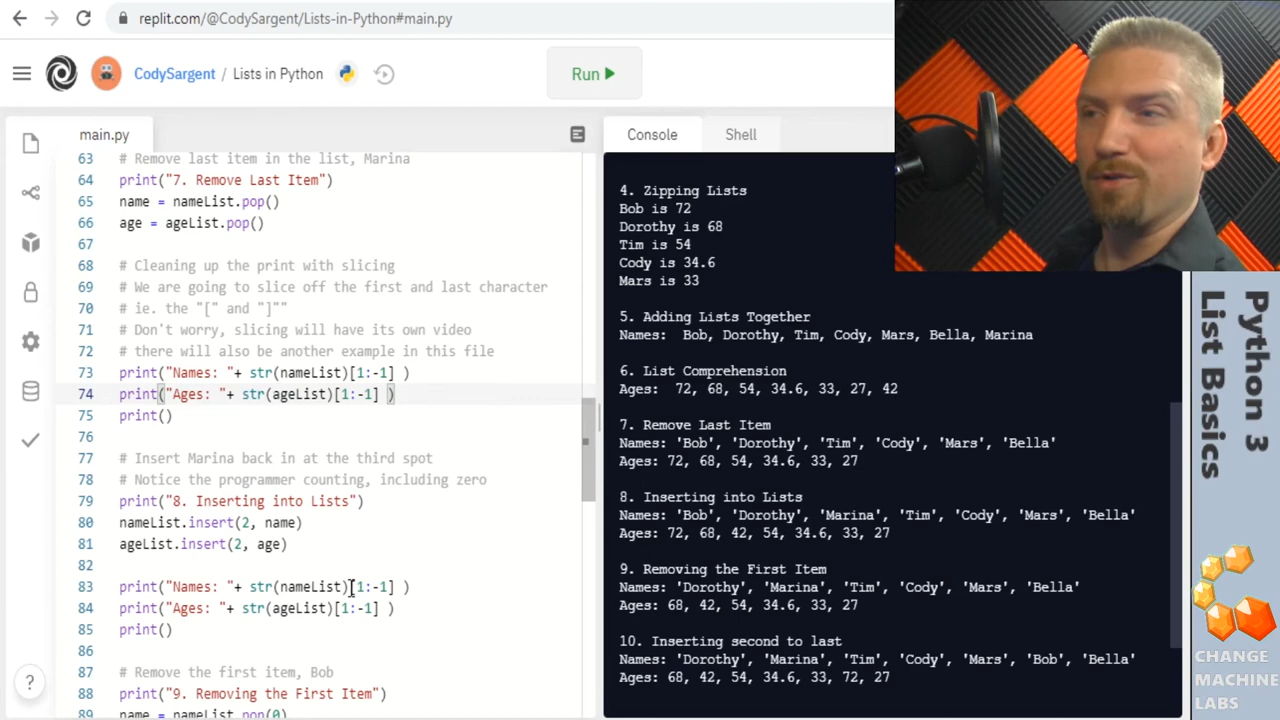 replit.com/@CodySargent/Lists-in-Python#main.py
CodySargent / Lists in Python
Run
main.py
63 # Remove last item in the list, Marina
64 print("7. Remove Last Item")
65 name = nameList.pop()
66 age = ageList.pop()
67
68 # Cleaning up the print with slicing
69 # We are going to slice off the first and last character
70 # ie. the "[" and "]""
71 # Don't worry, slicing will have its own video
72 # there will also be another example in this file
73 print("Names: "+ str(nameList)[1:-1] )
74 print("Ages: "+ str(ageList)[1:-1] )
75 print()
76
77 # Insert Marina back in at the third spot
78 # Notice the programmer counting, including zero
79 print("8. Inserting into Lists")
80 nameList.insert(2, name)
81 ageList.insert(2, age)
82
83 print("Names: "+ str(nameList)[1:-1] )
84 print("Ages: "+ str(ageList)[1:-1] )
85 print()
86
87 # Remove the first item, Bob
88 print("9. Removing the First Item")
89 name = nameList.pop(0)
?
Console
Shell
4. Zipping Lists
Bob is 72
Dorothy is 68
Tim is 54
Cody is 34.6
Mars is 33
5. Adding Lists Together
Names:  Bob, Dorothy, Tim, Cody, Mars, Bella, Marina
6. List Comprehension
Ages:  72, 68, 54, 34.6, 33, 27, 42
7. Remove Last Item
Names: 'Bob', 'Dorothy', 'Tim', 'Cody', 'Mars', 'Bella'
Ages: 72, 68, 54, 34.6, 33, 27
8. Inserting into Lists
Names: 'Bob', 'Dorothy', 'Marina', 'Tim', 'Cody', 'Mars', 'Bella'
Ages: 72, 68, 42, 54, 34.6, 33, 27
9. Removing the First Item
Names: 'Dorothy', 'Marina', 'Tim', 'Cody', 'Mars', 'Bella'
Ages: 68, 42, 54, 34.6, 33, 27
10. Inserting second to last
Names: 'Dorothy', 'Marina', 'Tim', 'Cody', 'Mars', 'Bob', 'Bella'
Ages: 68, 42, 54, 34.6, 33, 72, 27
Python 3
List Basics
CHANGE
MACHINE
LABS